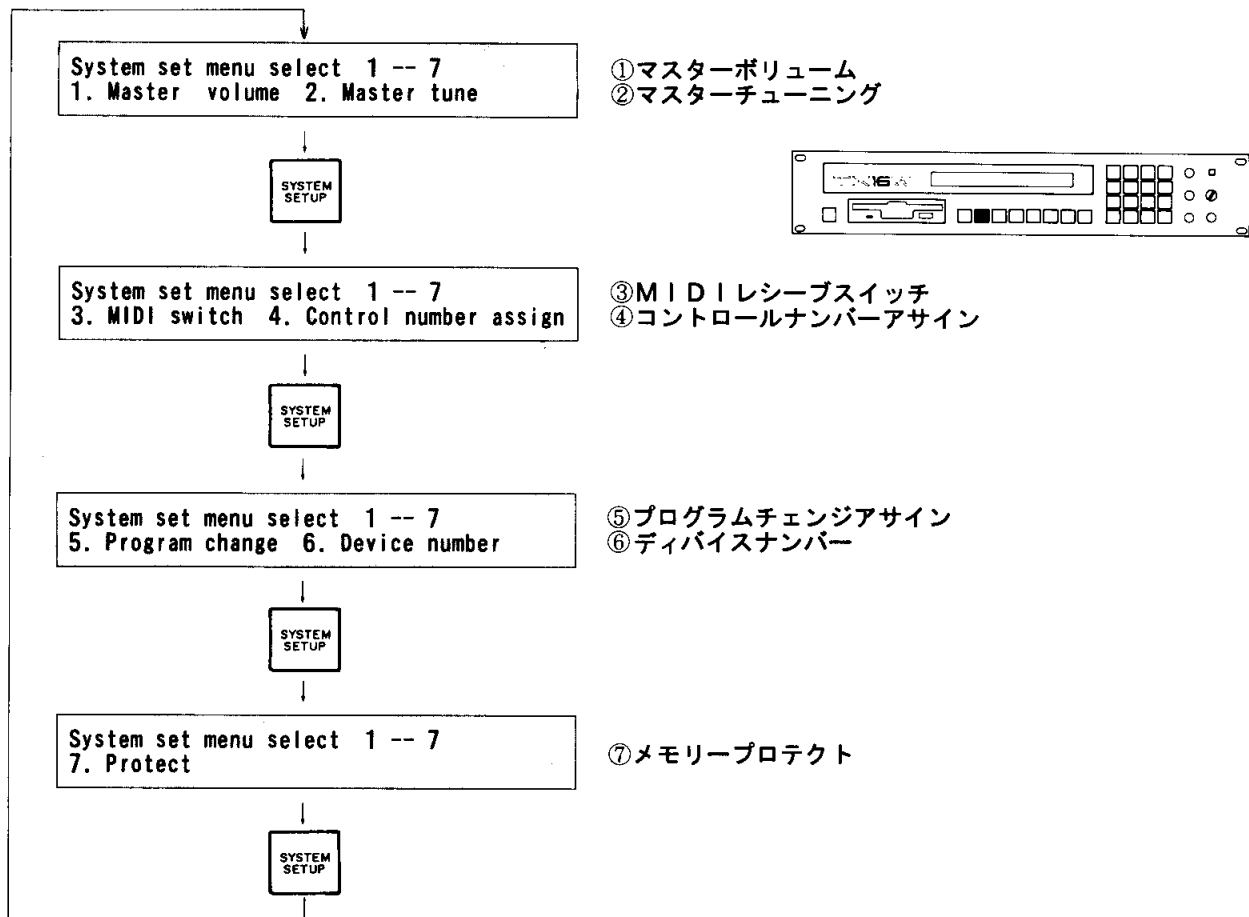 System set menu select 1 -- 7
1. Master volume 2. Master tune
①マスターボリューム
②マスターチューニング
SYSTEM
SETUP
TX16W
System set menu select 1 -- 7
3. MIDI switch 4. Control number assign
③MIDIレシーブスイッチ
④コントロールナンバーアサイン
SYSTEM
SETUP
System set menu select 1 -- 7
5. Program change 6. Device number
⑤プログラムチェンジアサイン
⑥ディバイスナンバー
SYSTEM
SETUP
System set menu select 1 -- 7
7. Protect
⑦メモリープロテクト
SYSTEM
SETUP